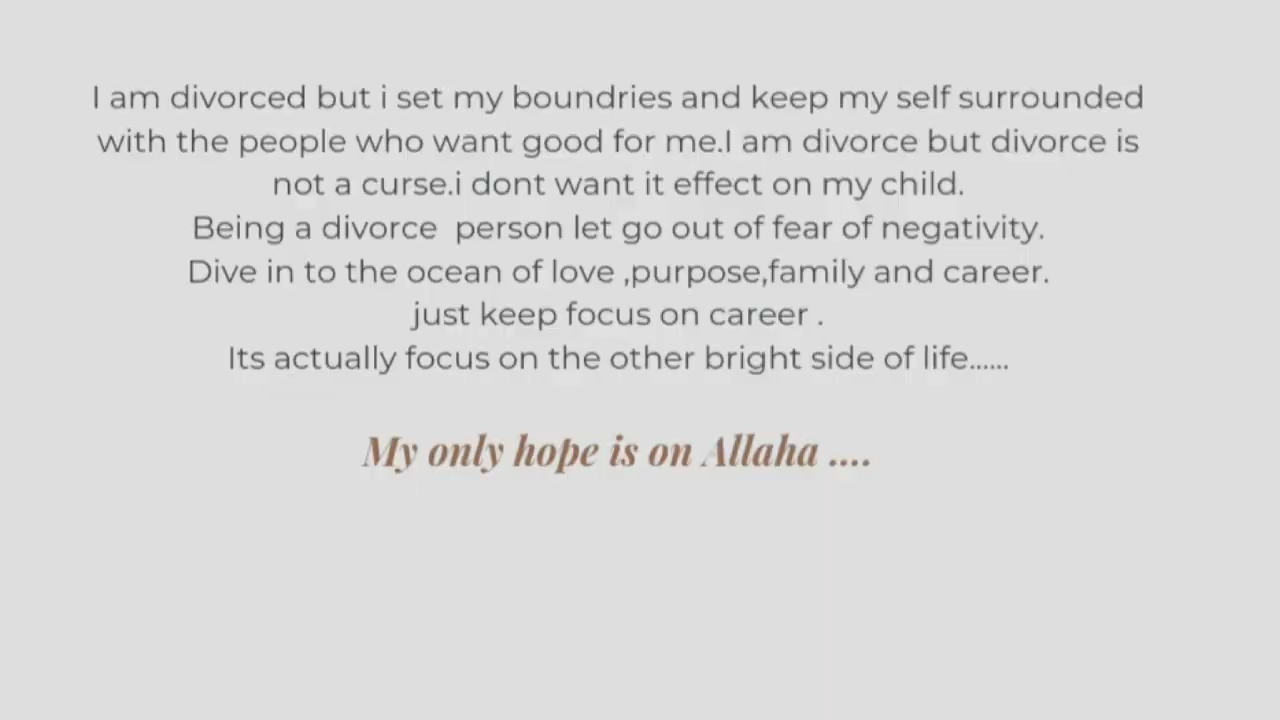 I am divorced but i set my boundries and keep my self surrounded
with the people who want good for me.I am divorce but divorce is
not a curse.i dont want it effect on my child.
Being a divorce  person let go out of fear of negativity.
Dive in to the ocean of love ,purpose,family and career.
just keep focus on career .
Its actually focus on the other bright side of life......
My only hope is on Allaha ....